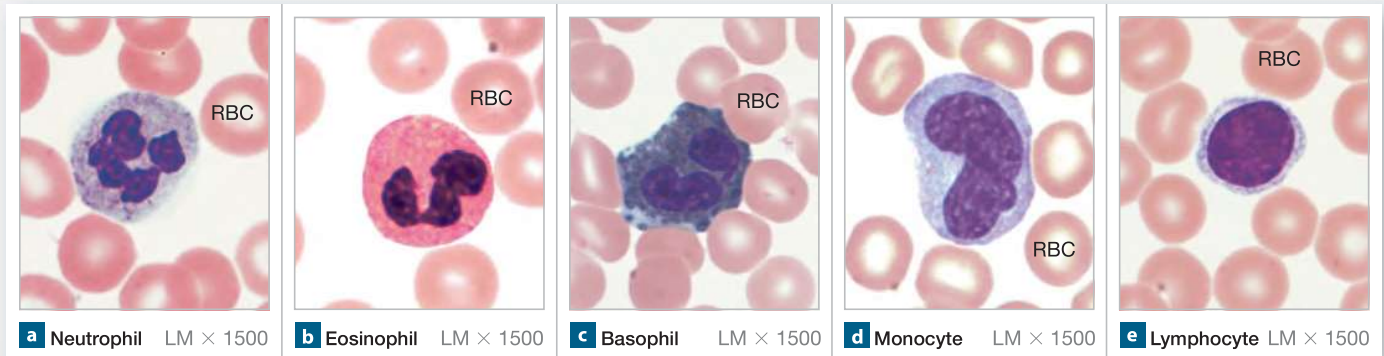 RBC
RBC
RBC
RBC
RBC
a Neutrophil LM × 1500
b Eosinophil LM × 1500
c Basophil LM × 1500
d Monocyte LM × 1500
e Lymphocyte LM × 1500